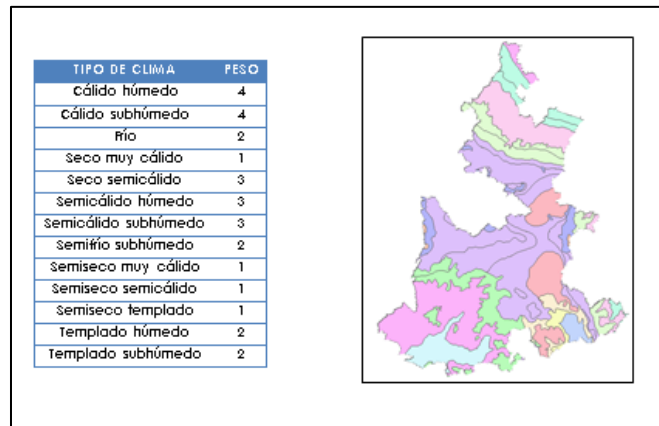 TIPO DE CLIMA PESO
Cálido húmedo 4
Cálido subhúmedo 4
Frío 2
Seco muy cálido 1
Seco semicálido 3
Semicálido húmedo 3
Semicálido subhúmedo 3
Semifrío subhúmedo 2
Semiseco muy cálido 1
Semiseco semicálido 1
Semiseco templado 1
Templado húmedo 2
Templado subhúmedo 2